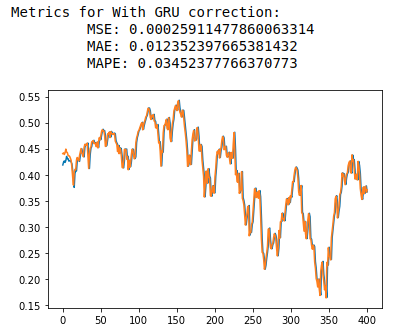 Metrics for With GRU correction:
MSE: 0.00025911477860063314
MAE: 0.012352397665381432
MAPE: 0.03452377766370773
0.55
0.50
0.45
0.40
0.35
0.30
0.25
0.20
0.15
0 50 100 150 200 250 300 350 400